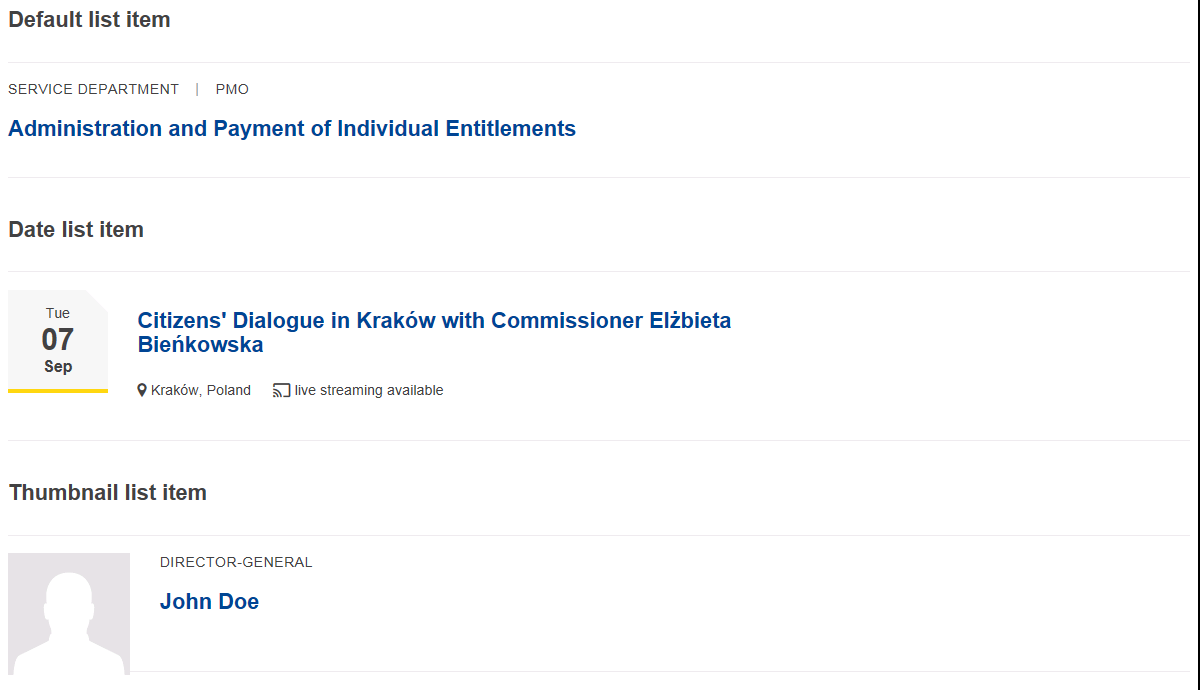 Default list item
SERVICE DEPARTMENT | PMO
Administration and Payment of Individual Entitlements
Date list item
Tue
07
Sep
Citizens' Dialogue in Kraków with Commissioner Elżbieta
Bieńkowska
Kraków, Poland live streaming available
Thumbnail list item
DIRECTOR-GENERAL
John Doe